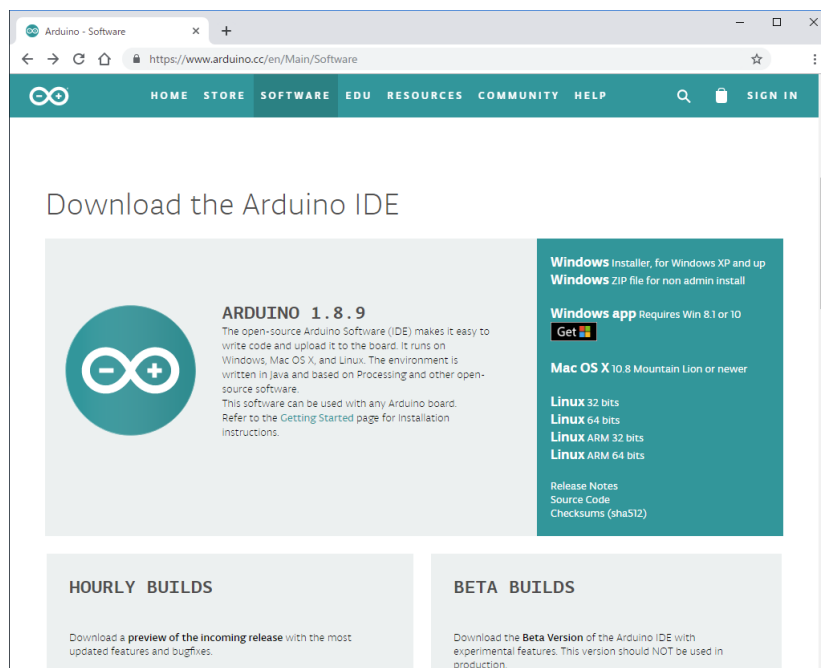 Arduino - Software
https://www.arduino.cc/en/Main/Software
HOME STORE SOFTWARE EDU RESOURCES COMMUNITY HELP SIGN IN
Download the Arduino IDE
ARDUINO 1.8.9
The open-source Arduino Software (IDE) makes it easy to
write code and upload it to the board. It runs on
Windows, Mac OS X, and Linux. The environment is
written in Java and based on Processing and other open-
source software.
This software can be used with any Arduino board.
Refer to the Getting Started page for Installation
instructions.
Windows Installer, for Windows XP and up
Windows ZIP file for non admin install
Windows app Requires Win 8.1 or 10
Get
Mac OS X 10.8 Mountain Lion or newer
Linux 32 bits
Linux 64 bits
Linux ARM 32 bits
Linux ARM 64 bits
Release Notes
Source Code
Checksums (sha512)
HOURLY BUILDS
Download a preview of the incoming release with the most
updated features and bugfixes.
BETA BUILDS
Download the Beta Version of the Arduino IDE with
experimental features. This version should NOT be used in
production.